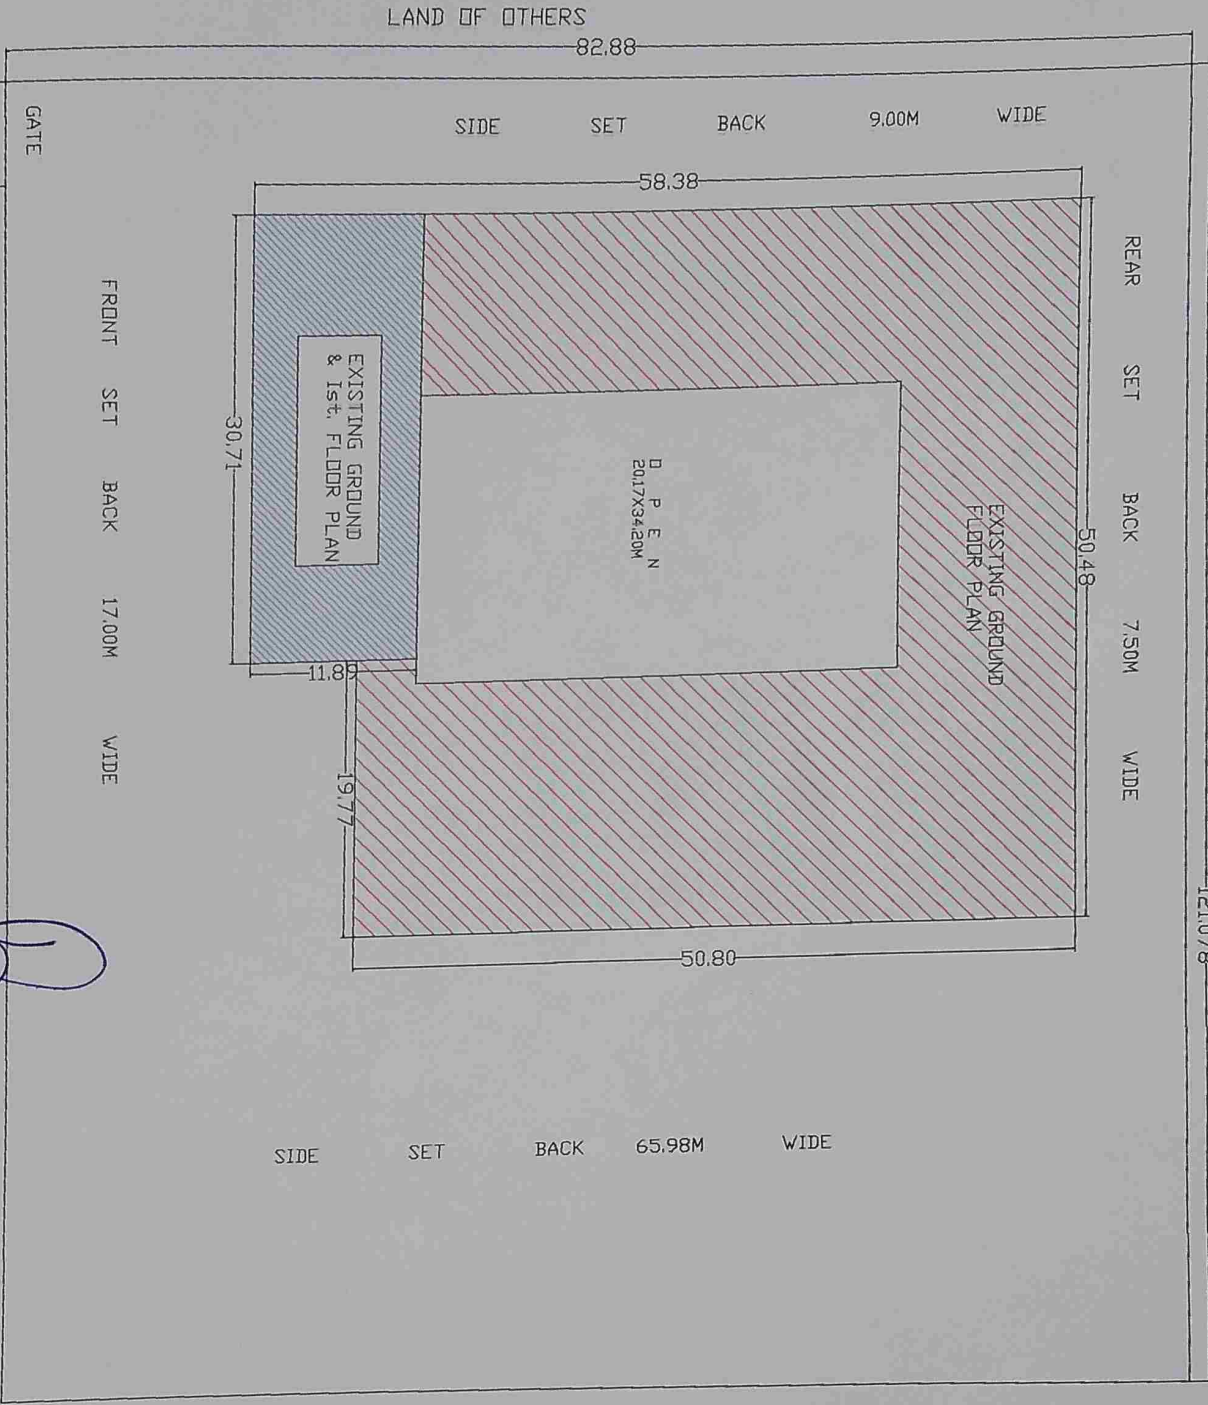 LAND OF OTHERS
82.88
SIDE SET BACK 9.00M WIDE
GATE
58.38
REAR SET BACK 7.50M WIDE
FRONT SET BACK 17.00M WIDE
EXISTING GROUND
& Ist. FLOOR PLAN
30.71
O P E N
20.17X34.20M
EXISTING GROUND
FLOOR PLAN
50.48
11.89
19.77
50.80
SIDE SET BACK 65.98M WIDE